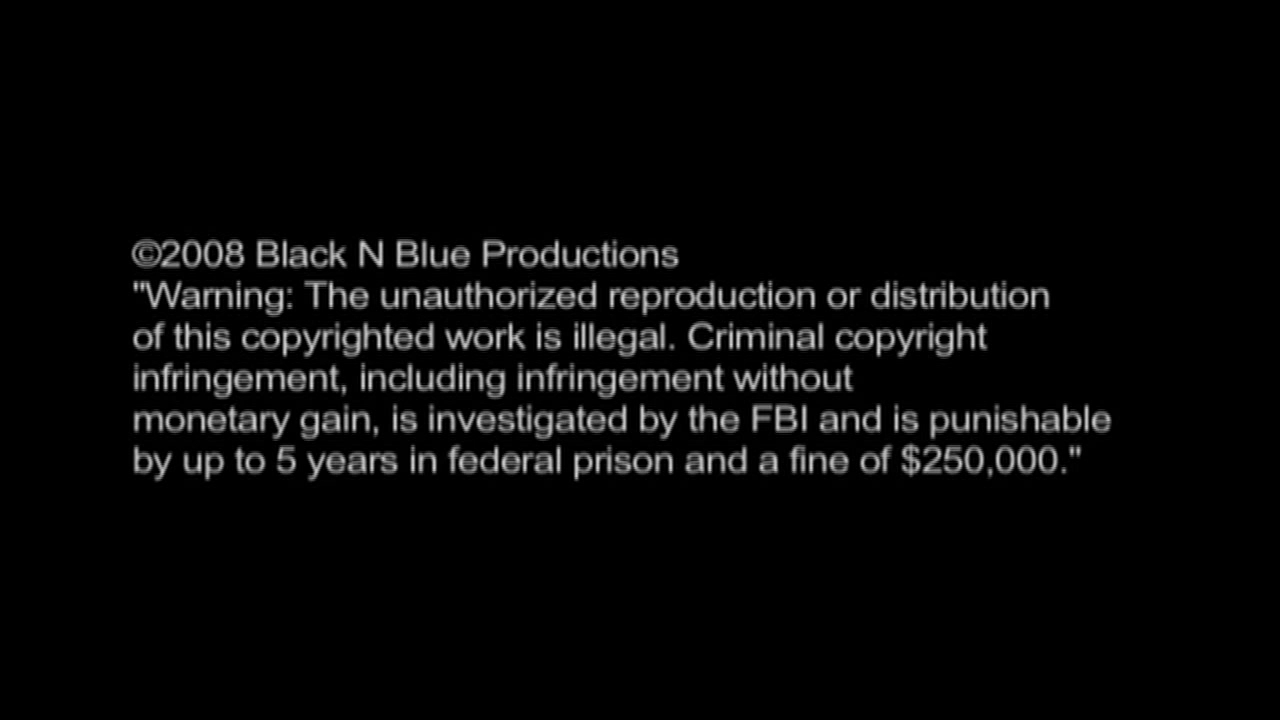 ©2008 Black N Blue Productions
"Warning: The unauthorized reproduction or distribution
of this copyrighted work is illegal. Criminal copyright
infringement, including infringement without
monetary gain, is investigated by the FBI and is punishable
by up to 5 years in federal prison and a fine of $250,000."